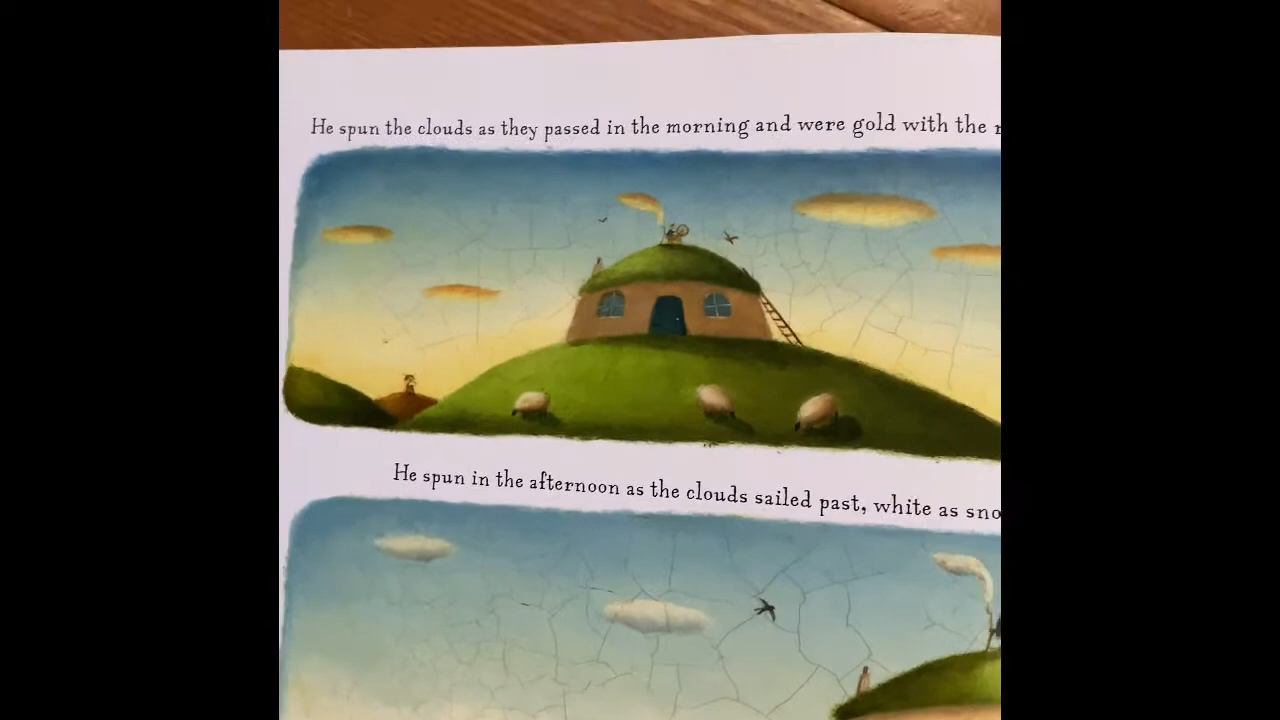 He spun the clouds as they passed in the morning and were gold with the
He spun in the afternoon as the clouds sailed past, white as